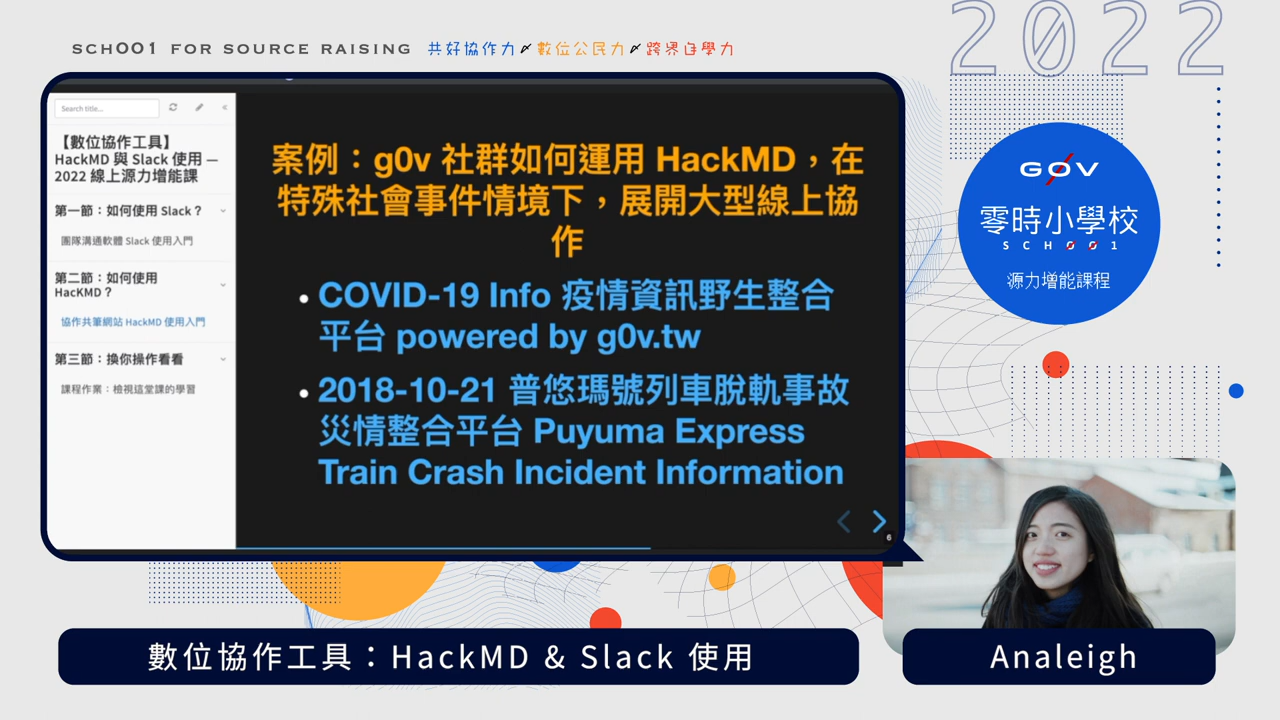 SCH001 FOR SOURCE RAISING 共好協作力 數位公民力 跨界自學力
2022
Search title...
【數位協作工具】
HackMD 與 Slack 使用 —
2022 線上源力增能課
第一節：如何使用 Slack？
團隊溝通軟體 Slack 使用入門
第二節：如何使用
HacKMD？
協作共筆網站 HackMD 使用入門
第三節：換你操作看看
課程作業：檢視這堂課的學習
案例：g0v 社群如何運用 HackMD，在
特殊社會事件情境下，展開大型線上協
作
COVID-19 Info 疫情資訊野生整合
平台 powered by g0v.tw
2018-10-21 普悠瑪號列車脫軌事故
災情整合平台 Puyuma Express
Train Crash Incident Information
6
G0V
零時小學校
SCH001
源力增能課程
數位協作工具：HackMD & Slack 使用
Analeigh